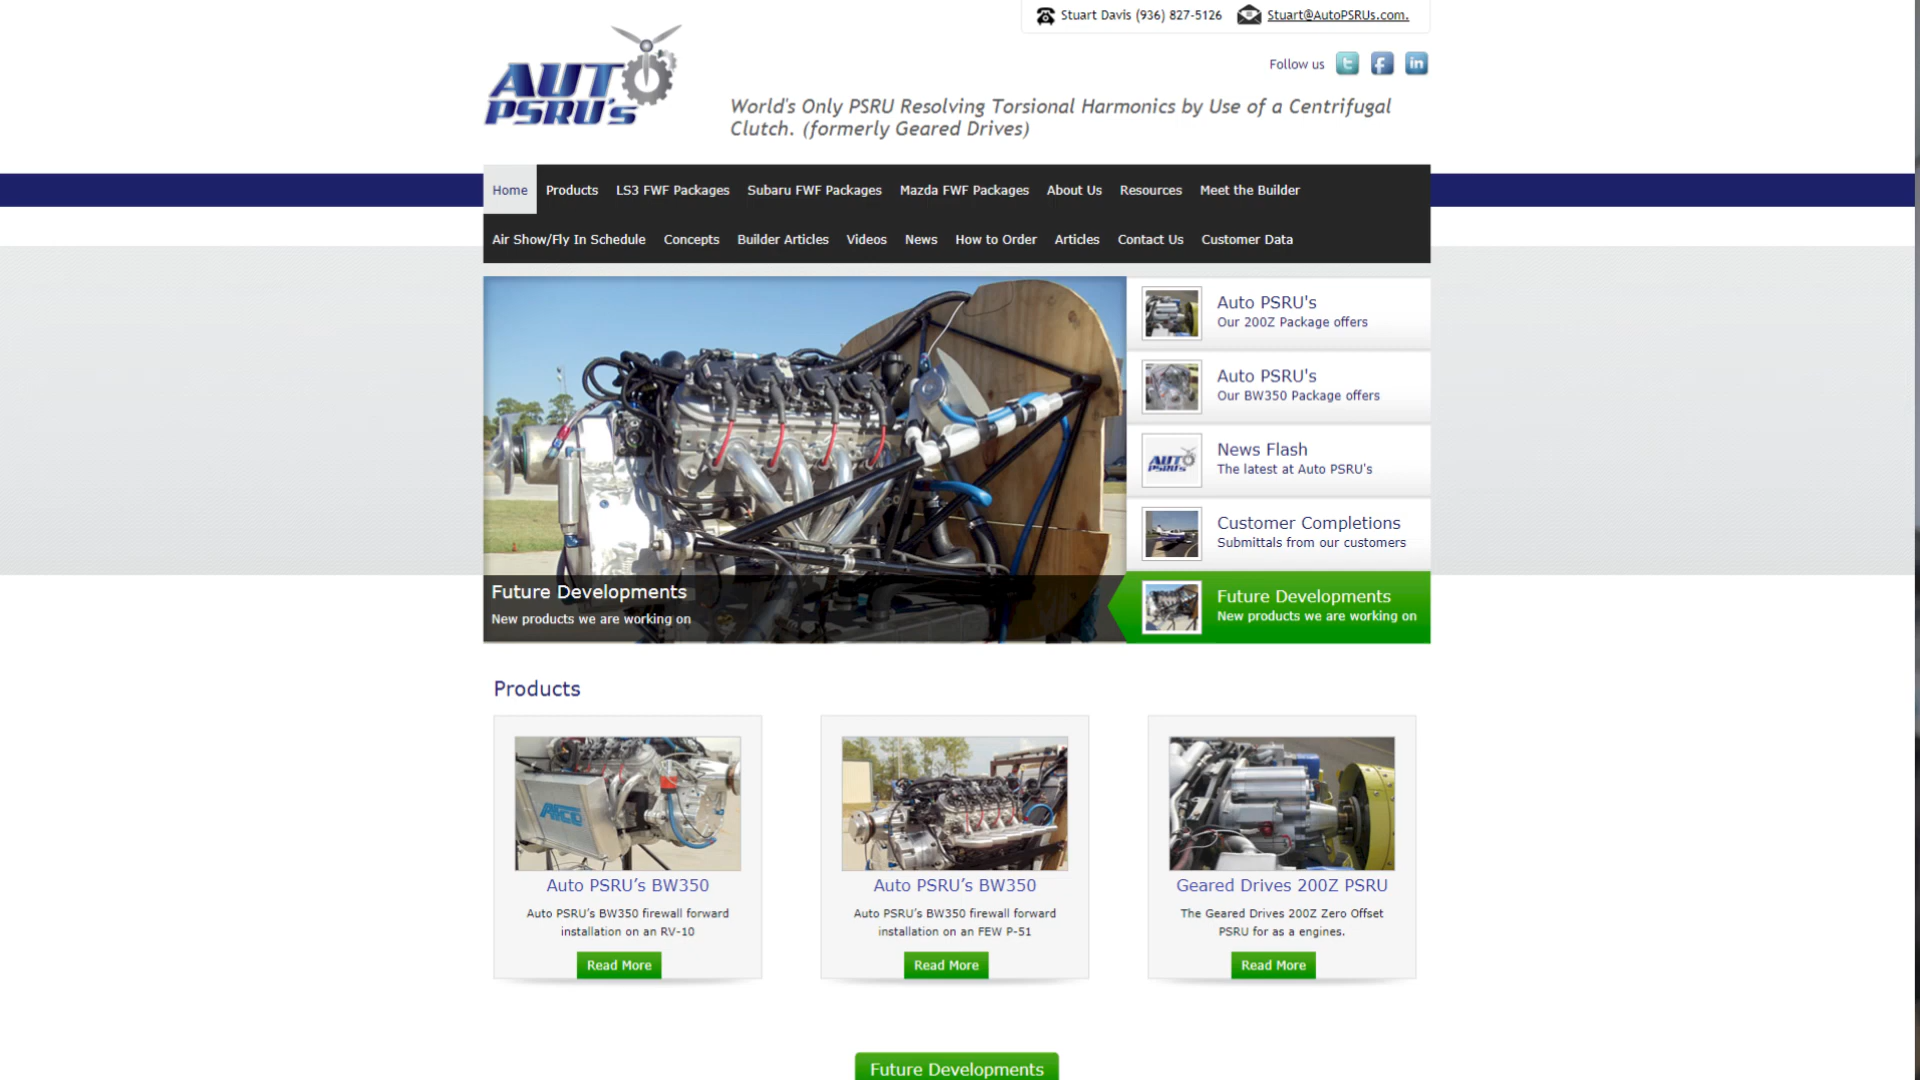 Stuart Davis (936) 827-5126
Stuart@AutoPSRUs.com.
Follow us
AUTO
PSRU's
World's Only PSRU Resolving Torsional Harmonics by Use of a Centrifugal
Clutch. (formerly Geared Drives)
Home Products LS3 FWF Packages Subaru FWF Packages Mazda FWF Packages About Us Resources Meet the Builder
Air Show/Fly In Schedule Concepts Builder Articles Videos News How to Order Articles Contact Us Customer Data
Auto PSRU's
Our 200Z Package offers
Auto PSRU's
Our BW350 Package offers
AUTO
PSRU's
News Flash
The latest at Auto PSRU's
Customer Completions
Submittals from our customers
Future Developments
New products we are working on
Future Developments
New products we are working on
Products
Auto PSRU’s BW350
Auto PSRU’s BW350 firewall forward
installation on an RV-10
Read More
Auto PSRU’s BW350
Auto PSRU’s BW350 firewall forward
installation on an FEW P-51
Read More
Geared Drives 200Z PSRU
The Geared Drives 200Z Zero Offset
PSRU for as a engines.
Read More
Future Developments